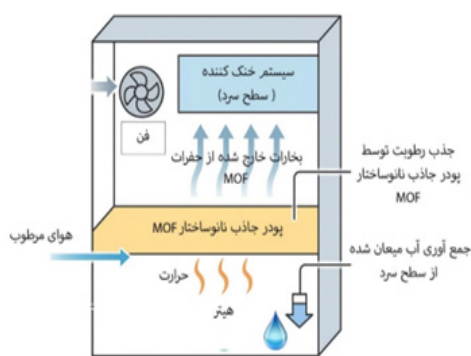 سیستم خنک کننده
( سطح سرد)
فن
بخارات خارج شده از حفرات
MOF
جذب رطوبت توسط
پودر جاذب نانوساختار
MOF
پودر جاذب نانوساختار MOF
هوای مرطوب
حرارت
هیتر
جمع آوری آب میعان شده
از سطح سرد